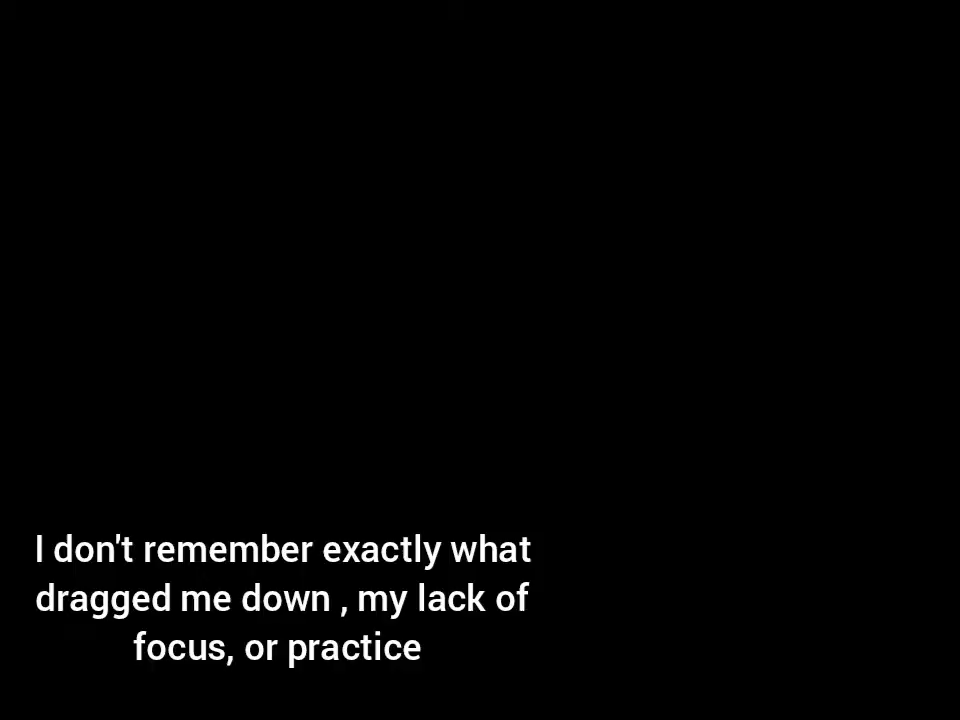 I don't remember exactly what
dragged me down , my lack of
focus, or practice